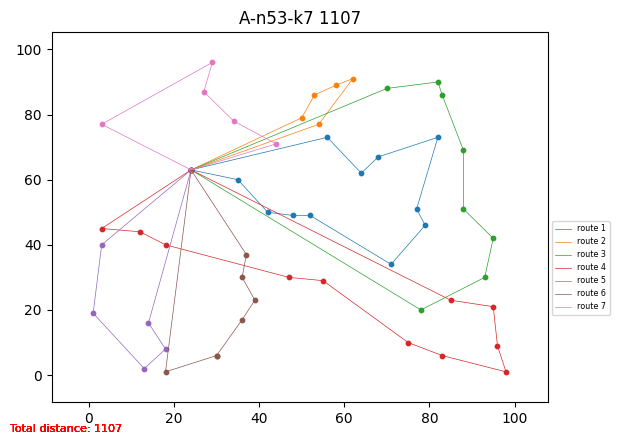 A-n53-k7 1107
100
80
60
40
20
0
0 20 40 60 80 100
route 1
route 2
route 3
route 4
route 5
route 6
route 7
Total distance: 1107